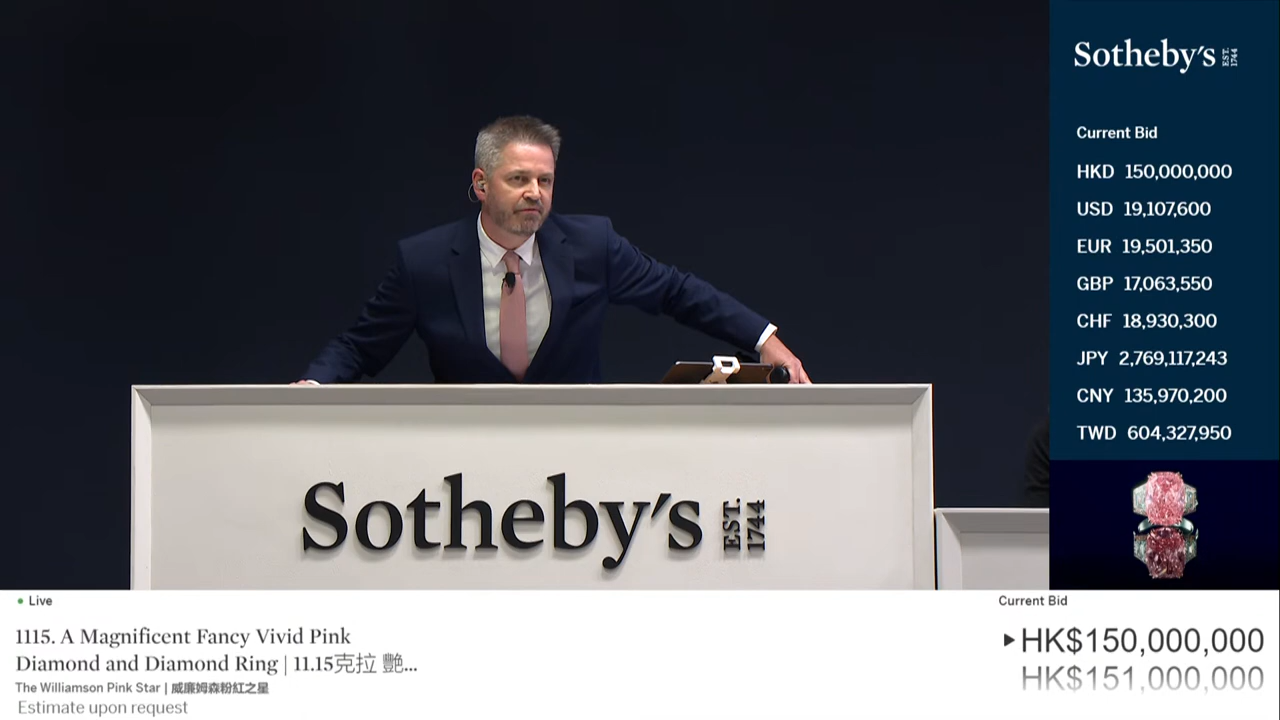 Sotheby's EST. 1744
Current Bid
HKD 150,000,000
USD 19,107,600
EUR 19,501,350
GBP 17,063,550
CHF 18,930,300
JPY 2,769,117,243
CNY 135,970,200
TWD 604,327,950
Sotheby's EST. 1744
Live
Current Bid
1115. A Magnificent Fancy Vivid Pink
Diamond and Diamond Ring | 11.15克拉 艷...
The Williamson Pink Star | 威廉姆森粉紅之星
Estimate upon request
HK$150,000,000
HK$151,000,000